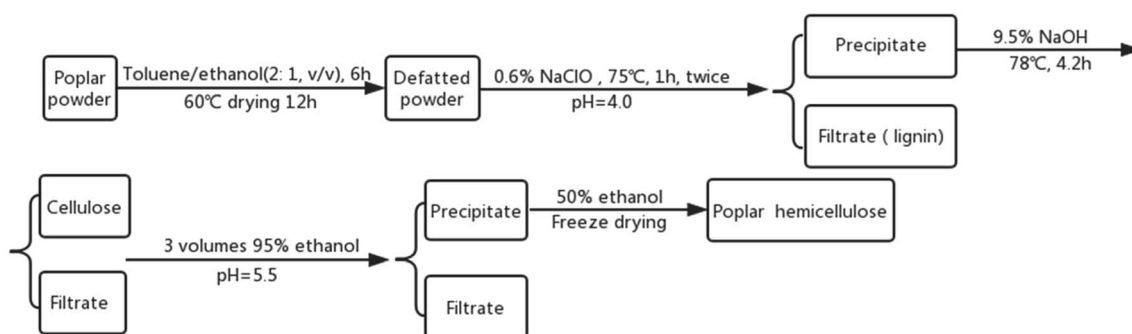 Poplar
powder
Toluene/ethanol(2: 1, v/v), 6h
60℃ drying 12h
Defatted
powder
0.6% NaClO , 75℃, 1h, twice
pH=4.0
Precipitate
Filtrate ( lignin)
9.5% NaOH
78℃, 4.2h
Cellulose
Filtrate
3 volumes 95% ethanol
pH=5.5
Precipitate
Filtrate
50% ethanol
Freeze drying
Poplar hemicellulose